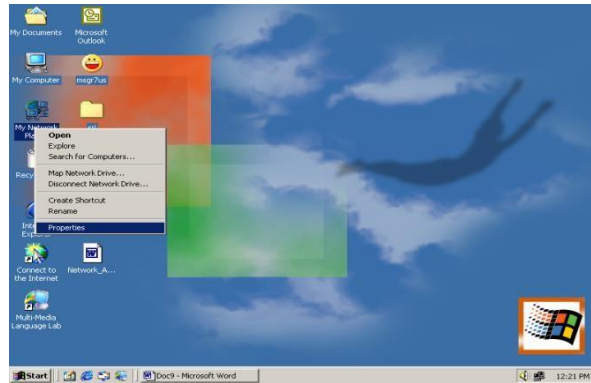 My Documents
Microsoft
Outlook
My Computer
msgr7us
My Network
Open
Explore
Search for Computers...
Map Network Drive...
Disconnect Network Drive...
Create Shortcut
Rename
Properties
Connect to
the Internet
Network_A...
Multi-Media
Language Lab
Start
Doc9 - Microsoft Word
12:21 PM